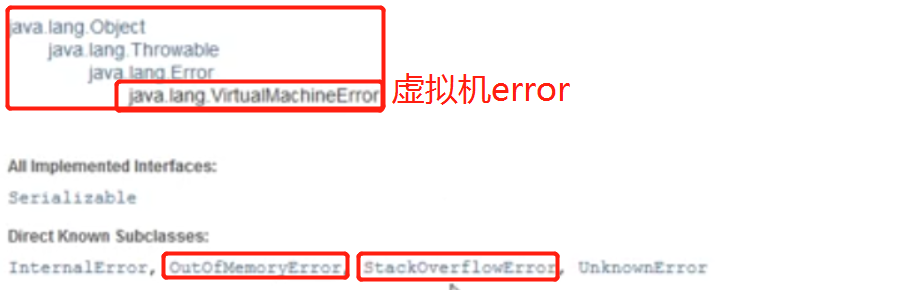 java.lang.Object
java.lang.Throwable
java.lang.Error
java.lang.VirtualMachineError 虚拟机error
All Implemented Interfaces:
Serializable
Direct Known Subclasses:
InternalError, OutOfMemoryError, StackOverflowError, UnknownError